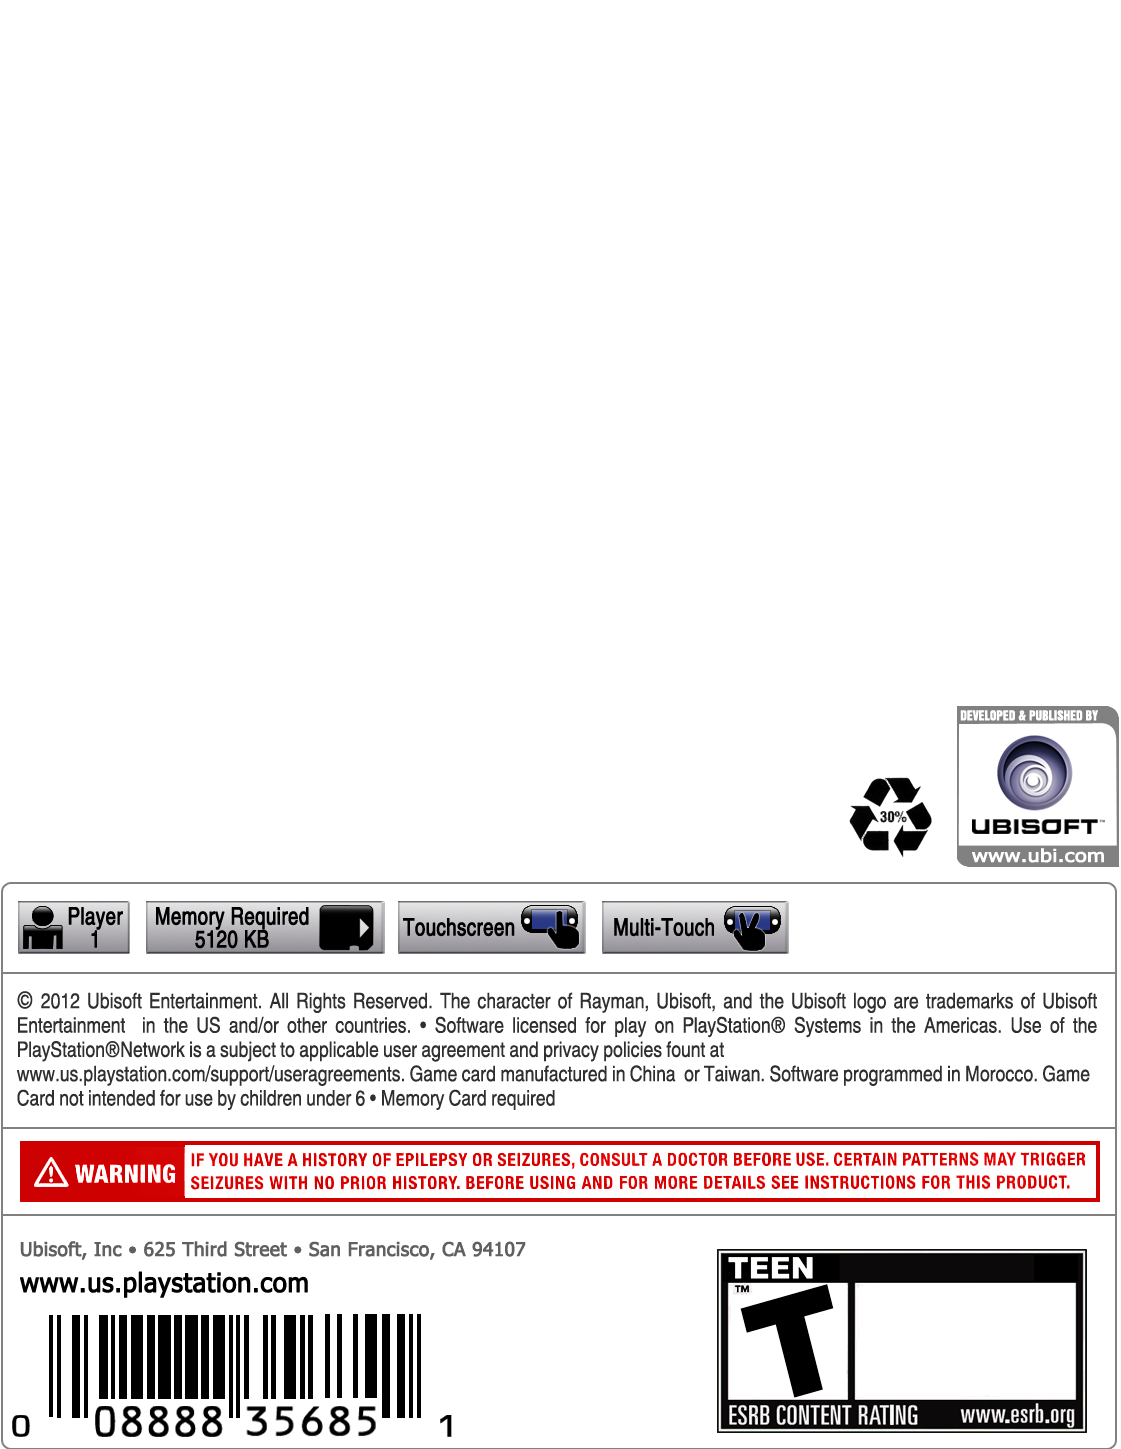 DEVELOPED & PUBLISHED BY
30%
UBISOFT™
www.ubi.com
Player
1
Memory Required
5120 KB
Touchscreen
Multi-Touch
© 2012 Ubisoft Entertainment. All Rights Reserved. The character of Rayman, Ubisoft, and the Ubisoft logo are trademarks of Ubisoft
Entertainment in the US and/or other countries. • Software licensed for play on PlayStation® Systems in the Americas. Use of the
PlayStation®Network is a subject to applicable user agreement and privacy policies fount at
www.us.playstation.com/support/useragreements. Game card manufactured in China or Taiwan. Software programmed in Morocco. Game
Card not intended for use by children under 6 • Memory Card required
WARNING
IF YOU HAVE A HISTORY OF EPILEPSY OR SEIZURES, CONSULT A DOCTOR BEFORE USE. CERTAIN PATTERNS MAY TRIGGER
SEIZURES WITH NO PRIOR HISTORY. BEFORE USING AND FOR MORE DETAILS SEE INSTRUCTIONS FOR THIS PRODUCT.
Ubisoft, Inc • 625 Third Street • San Francisco, CA 94107
www.us.playstation.com
0 08888 35685 1
TEEN
™
T
ESRB CONTENT RATING www.esrb.org